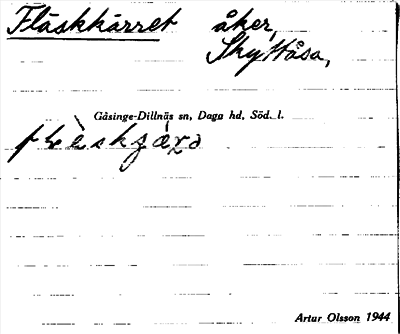 Fläskkärret åker,
Skyttåsa,
Gåsinge-Dillnäs sn, Daga hd, Söd. l.
Artur Olsson 1944